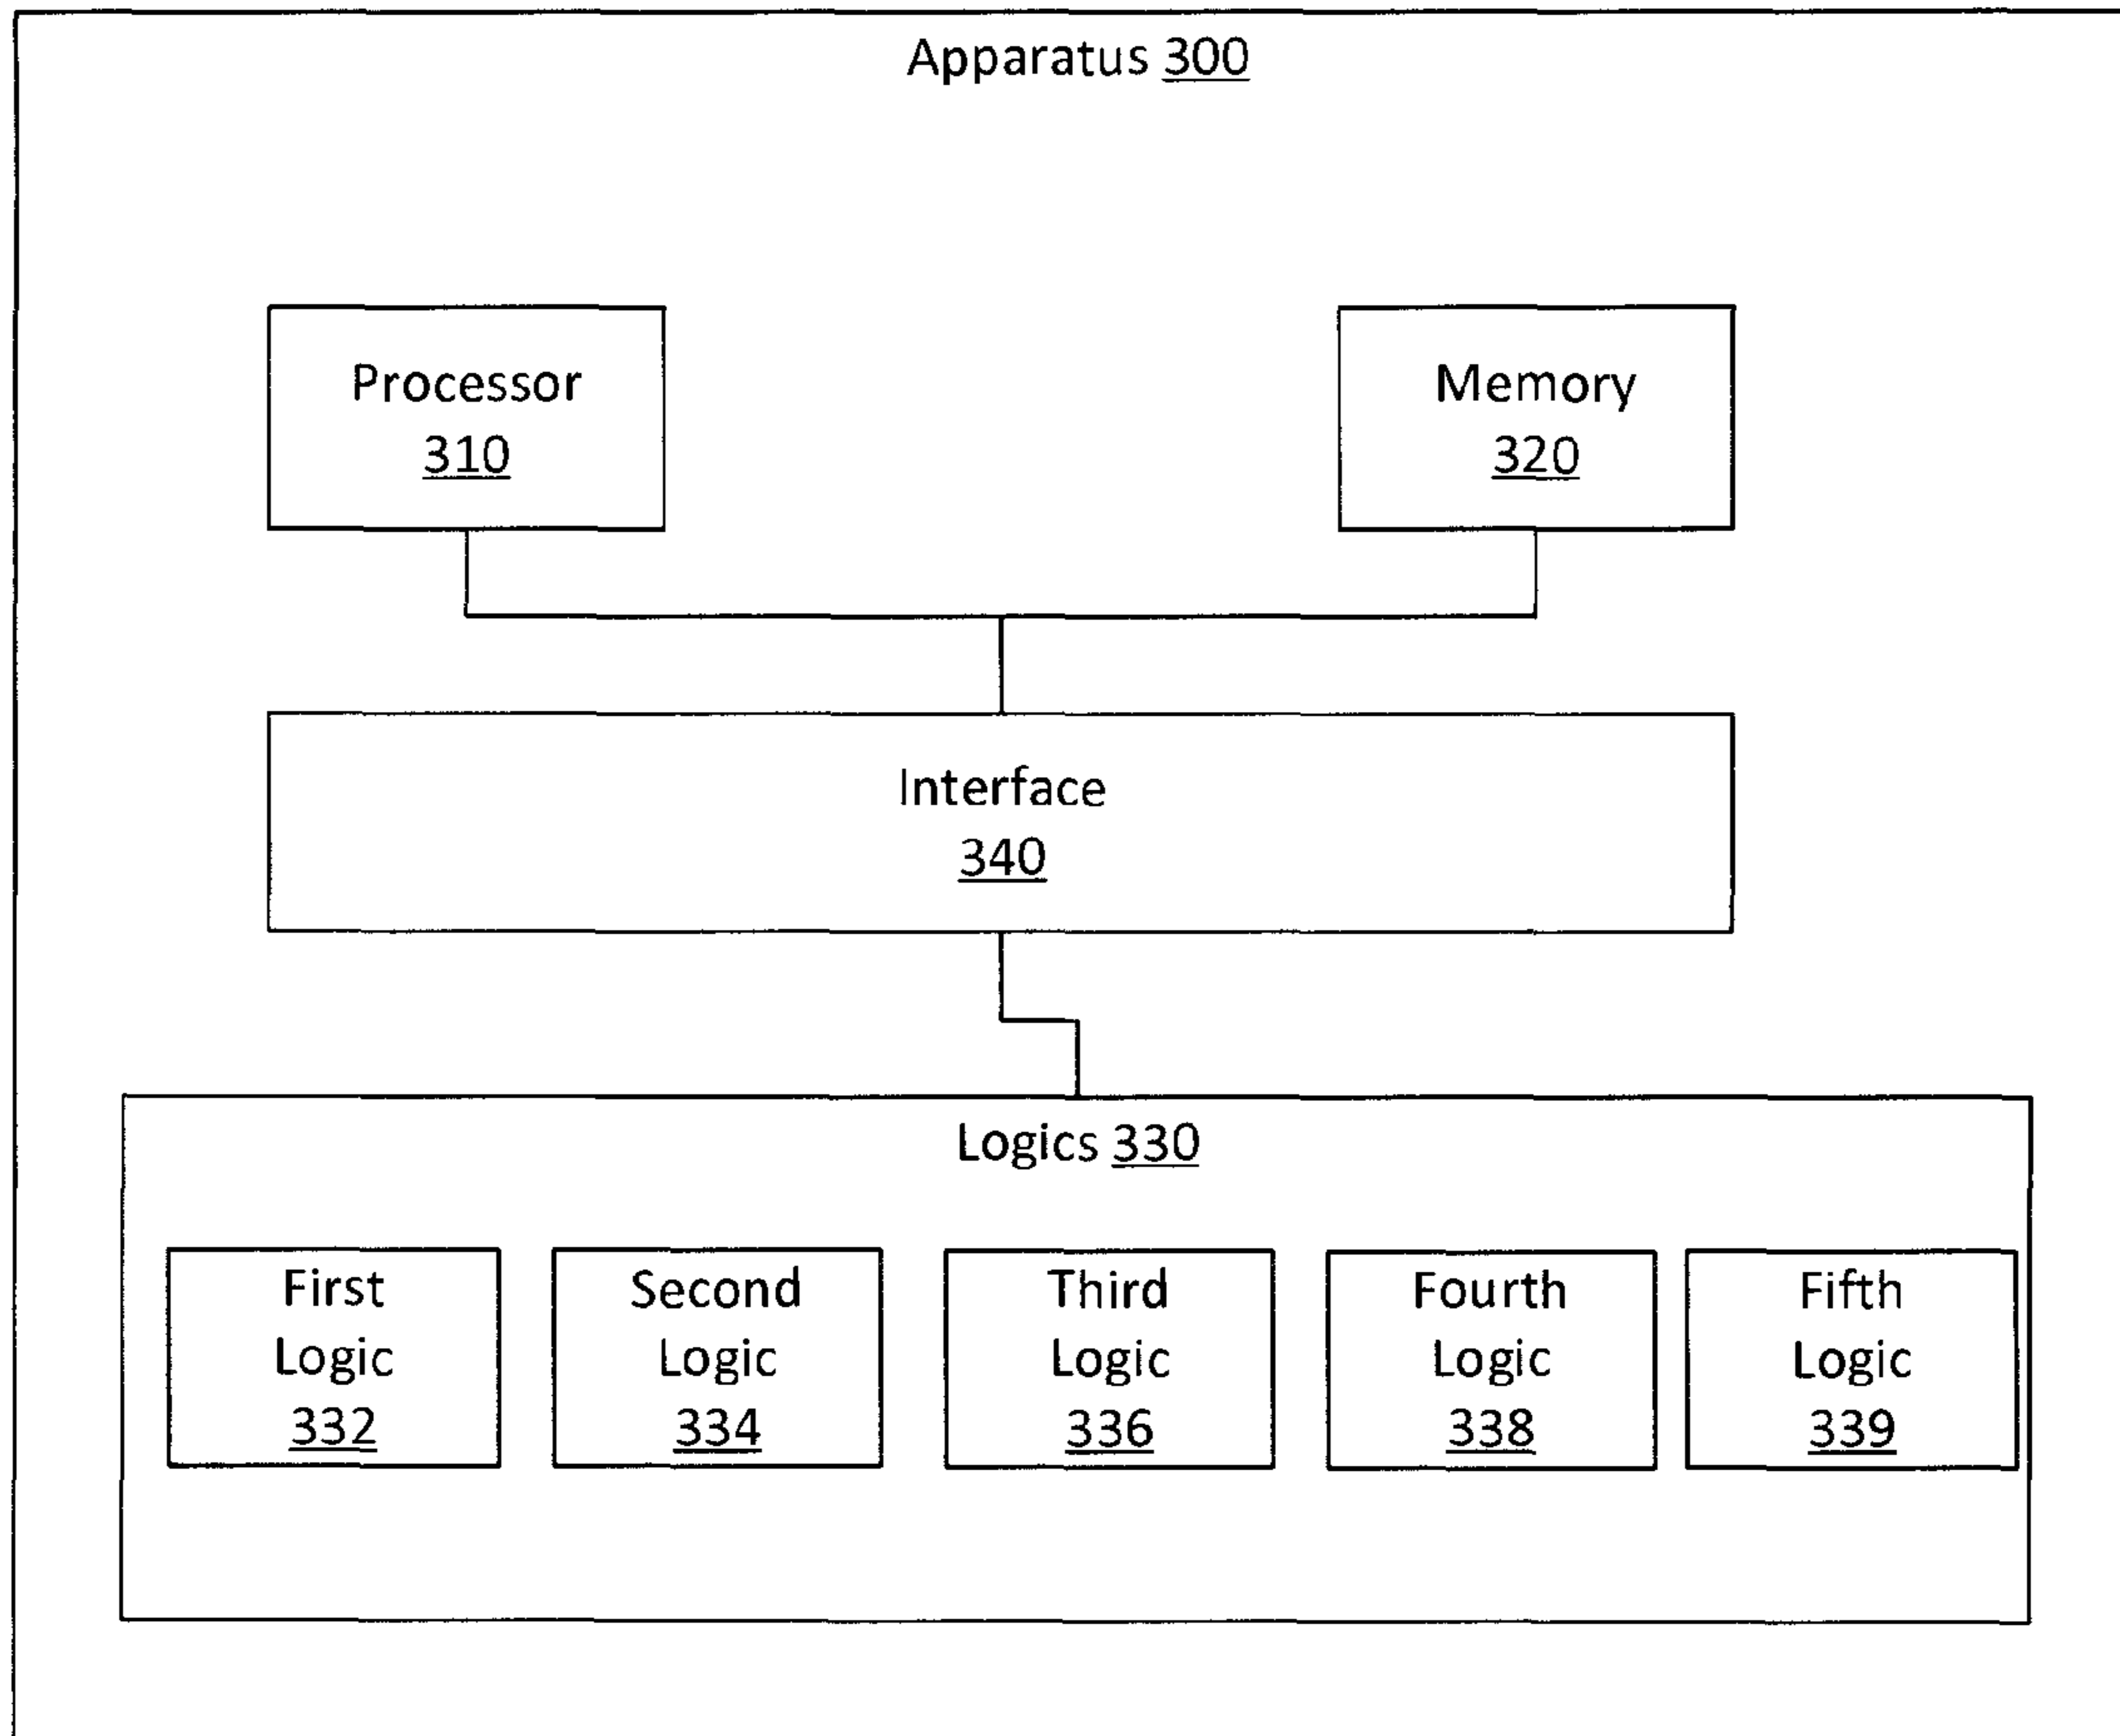 Apparatus 300
Processor
310
Memory
320
Interface
340
Logics 330
First
Logic
332
Second
Logic
334
Third
Logic
336
Fourth
Logic
338
Fifth
Logic
339